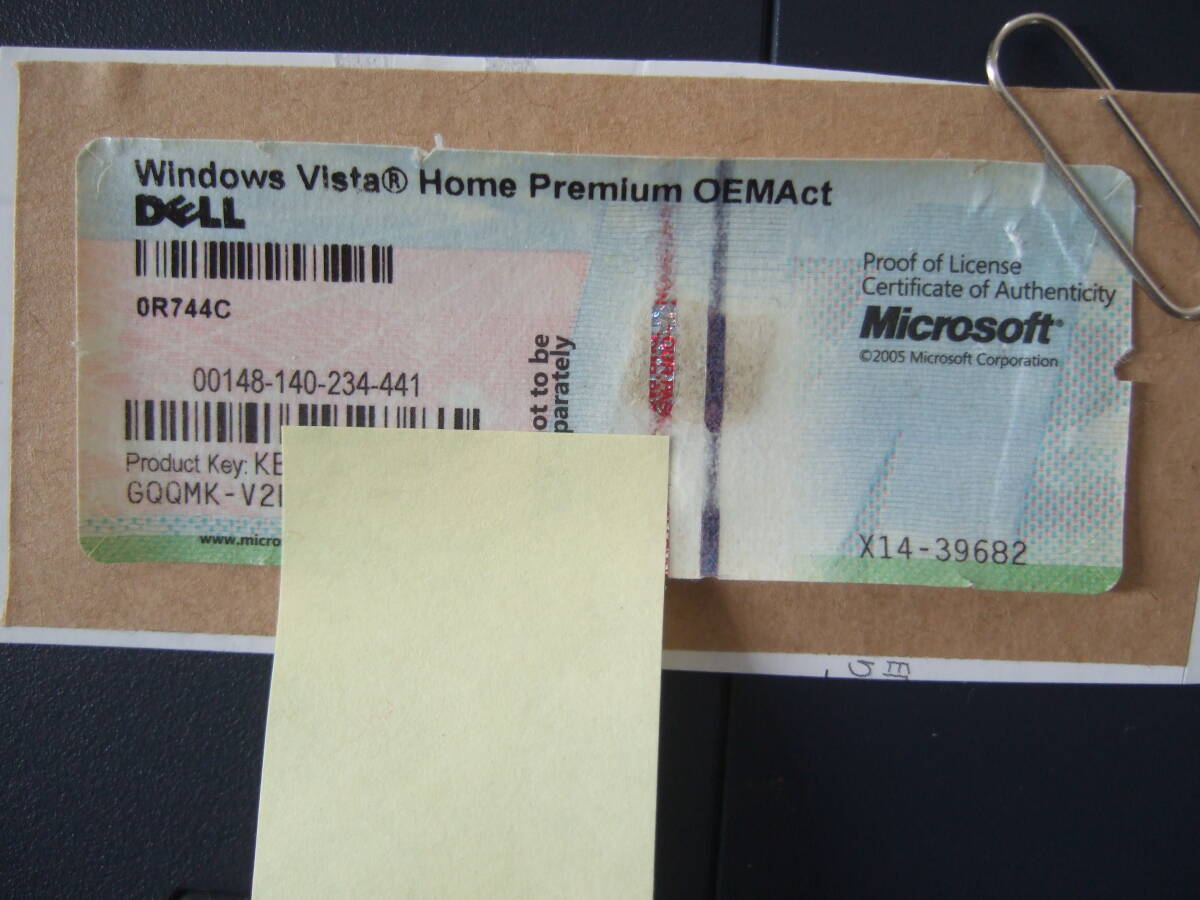 Windows Vista® Home Premium OEMAct
DELL
0R744C
00148-140-234-441
Product Key: KE
GQQMK-V2
www.micro
ot to be
parately
Proof of License
Certificate of Authenticity
Microsoft®
©2005 Microsoft Corporation
X14-39682